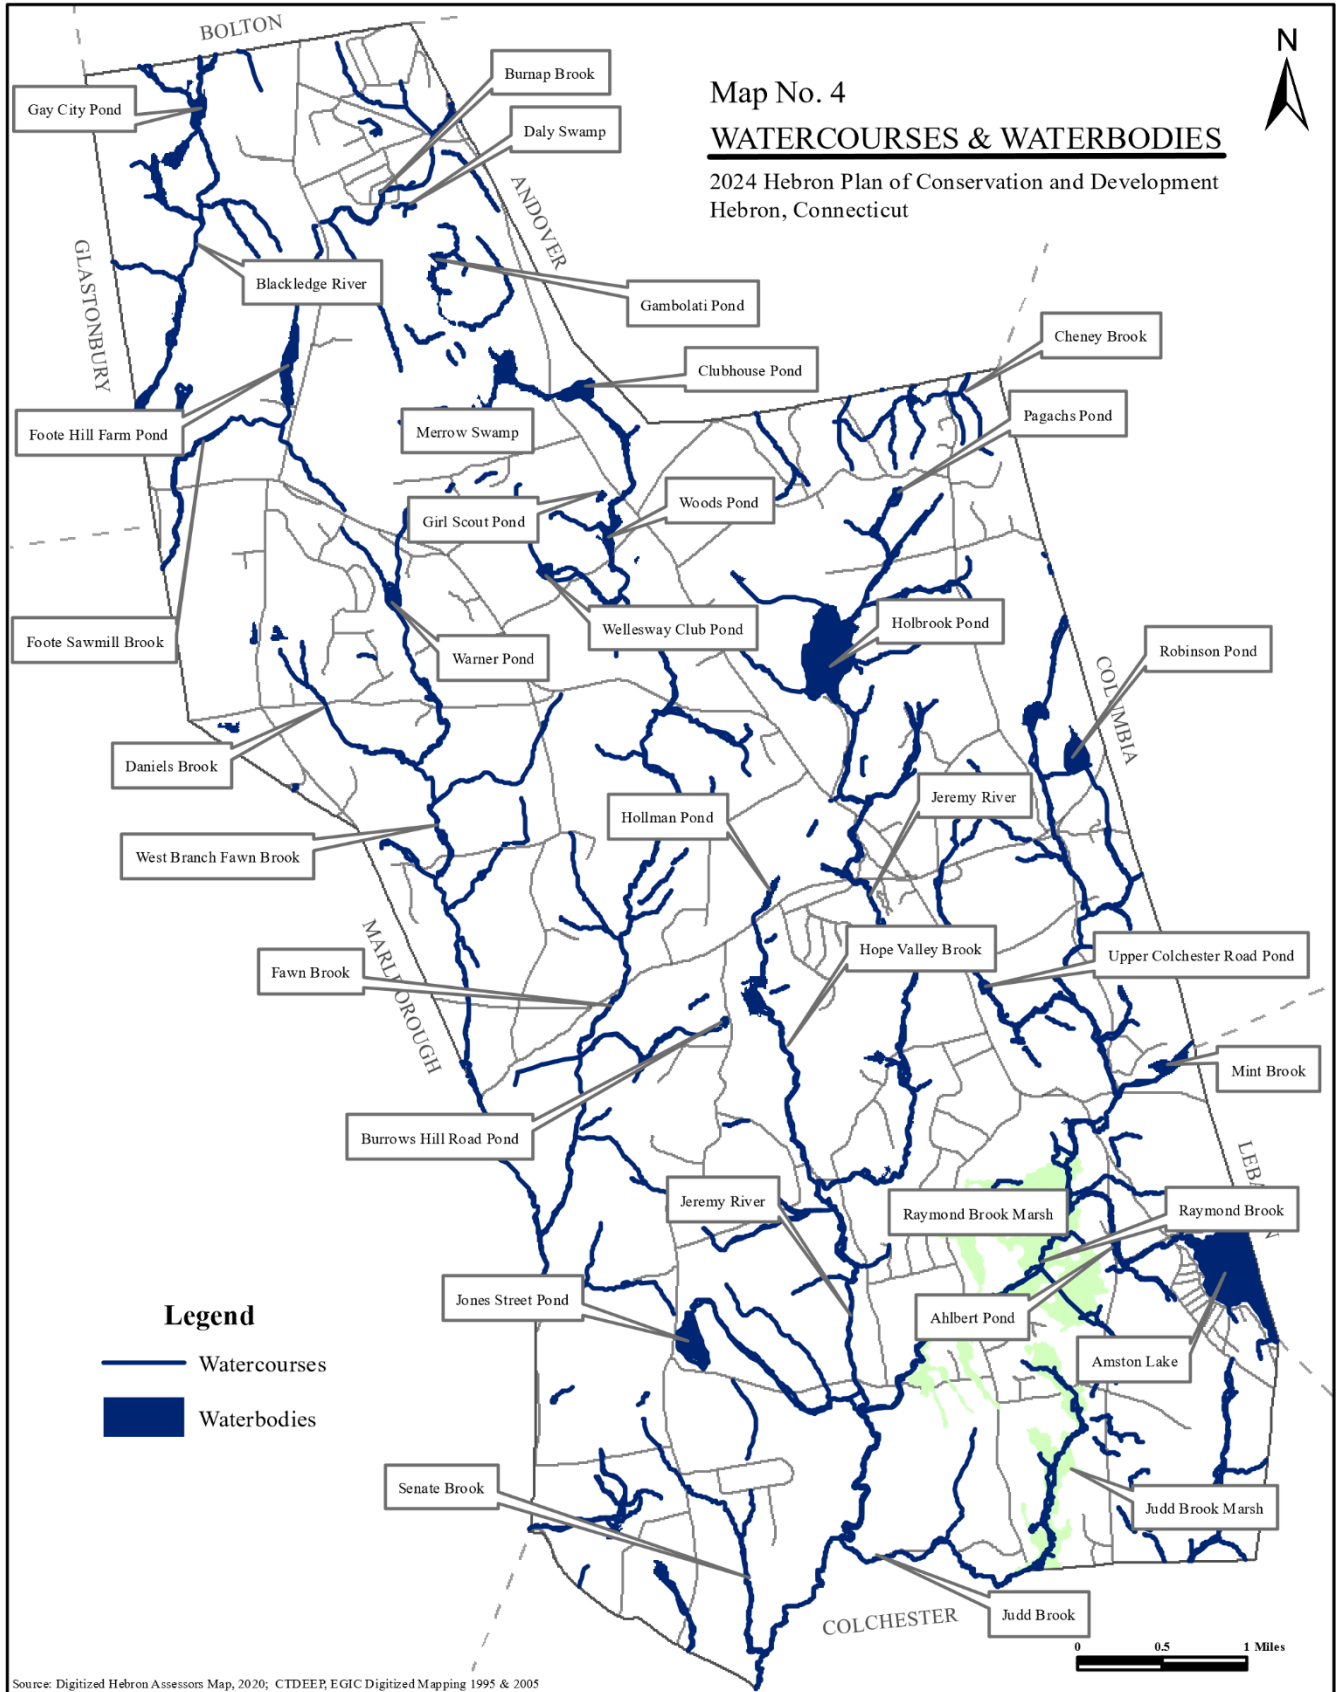 BOLTON
N
Burnap Brook
Map No. 4
Gay City Pond
Daly Swamp
WATERCOURSES & WATERBODIES
2024 Hebron Plan of Conservation and Development
Hebron, Connecticut
ANDOVER
GLASTONBURY
Blackledge River
Gambolati Pond
Cheney Brook
Clubhouse Pond
Pagachs Pond
Foote Hill Farm Pond
Merrow Swamp
Woods Pond
Girl Scout Pond
Holbrook Pond
Wellesway Club Pond
Foote Sawmill Brook
Robinson Pond
Warner Pond
COLUMBIA
Daniels Brook
Jeremy River
Hollman Pond
West Branch Fawn Brook
MARLBOROUGH
Hope Valley Brook
Upper Colchester Road Pond
Fawn Brook
Mint Brook
Burrows Hill Road Pond
Jeremy River
Raymond Brook Marsh
Raymond Brook
Jones Street Pond
Legend
Ahlbert Pond
Watercourses
Amston Lake
Waterbodies
Senate Brook
Judd Brook Marsh
Judd Brook
COLCHESTER
0 0.5 1 Miles
Source: Digitized Hebron Assessors Map, 2020; CTDEEP, EGIC Digitized Mapping 1995 & 2005